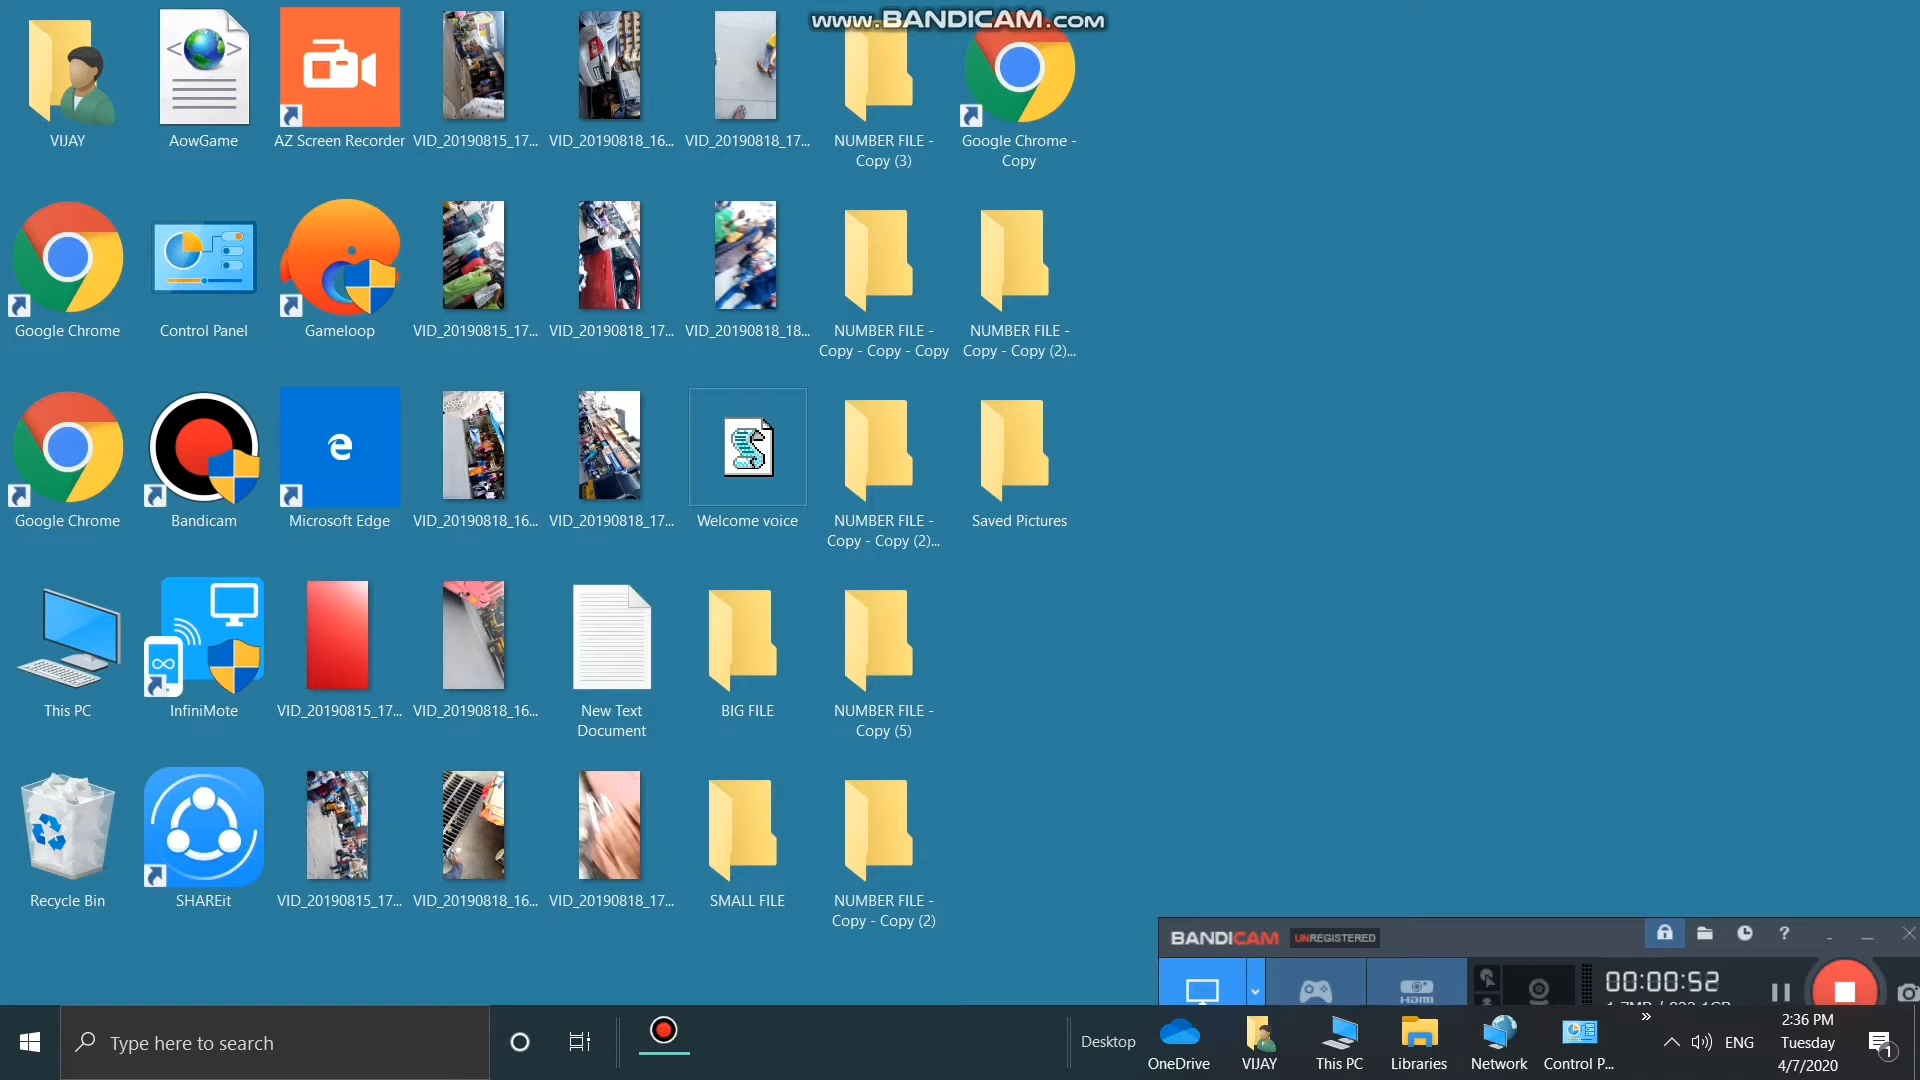 www.BANDICAM.com
VIJAY
AowGame
AZ Screen Recorder
VID_20190815_17...
VID_20190818_16...
VID_20190818_17...
NUMBER FILE -
Copy (3)
Google Chrome -
Copy
Google Chrome
Control Panel
Gameloop
VID_20190815_17...
VID_20190818_17...
VID_20190818_18...
NUMBER FILE -
Copy - Copy - Copy
NUMBER FILE -
Copy - Copy (2)...
Google Chrome
Bandicam
Microsoft Edge
VID_20190818_16...
VID_20190818_17...
Welcome voice
NUMBER FILE -
Copy - Copy (2)...
Saved Pictures
This PC
InfiniMote
VID_20190815_17...
VID_20190818_16...
New Text
Document
BIG FILE
NUMBER FILE -
Copy (5)
Recycle Bin
SHAREit
VID_20190815_17...
VID_20190818_16...
VID_20190818_17...
SMALL FILE
NUMBER FILE -
Copy - Copy (2)
BANDICAM UNREGISTERED
HDMI
00:00:52
Type here to search
Desktop
OneDrive
VIJAY
This PC
Libraries
Network
Control P...
ENG
2:36 PM
Tuesday
4/7/2020
1